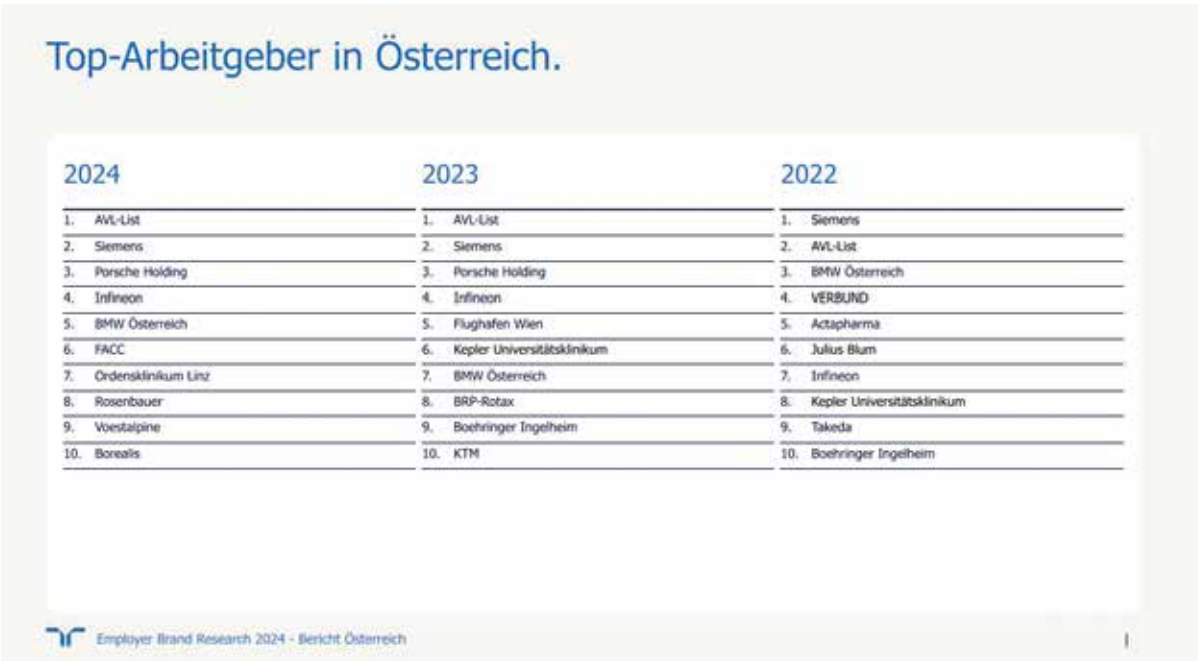 Top-Arbeitgeber in Österreich.
2024
1. AVL-List
2. Siemens
3. Porsche Holding
4. Infineon
5. BMW Österreich
6. FACC
7. Ordensklinikum Linz
8. Rosenbauer
9. Voestalpine
10. Borealis
2023
1. AVL-List
2. Siemens
3. Porsche Holding
4. Infineon
5. Flughafen Wien
6. Kepler Universitätsklinikum
7. BMW Österreich
8. BRP-Rotax
9. Boehringer Ingelheim
10. KTM
2022
1. Siemens
2. AVL-List
3. BMW Österreich
4. VERBUND
5. Actapharma
6. Julius Blum
7. Infineon
8. Kepler Universitätsklinikum
9. Takeda
10. Boehringer Ingelheim
Employer Brand Research 2024 - Bericht Österreich
|